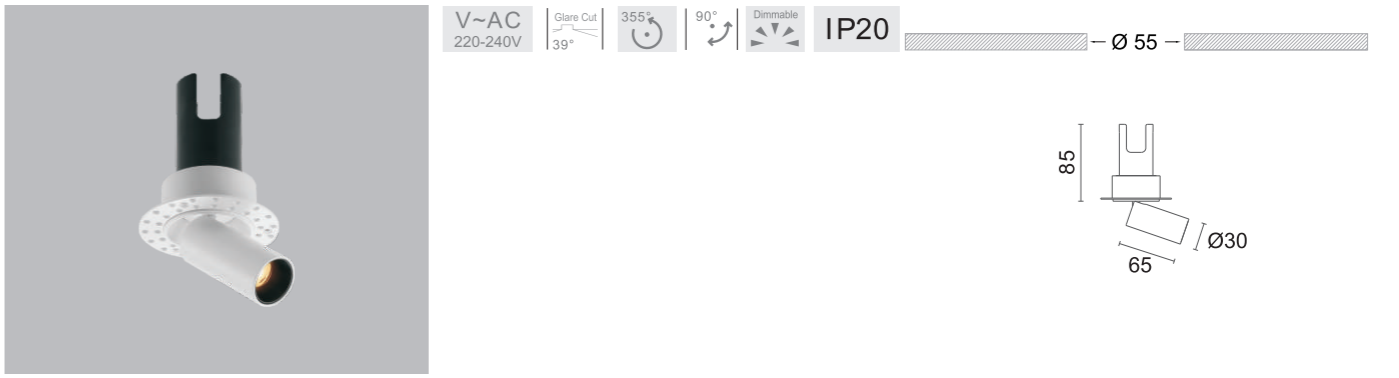 V~AC
220-240V
Glare Cut
39°
355°
90°
Dimmable
IP20
Ø 55
85
Ø30
65